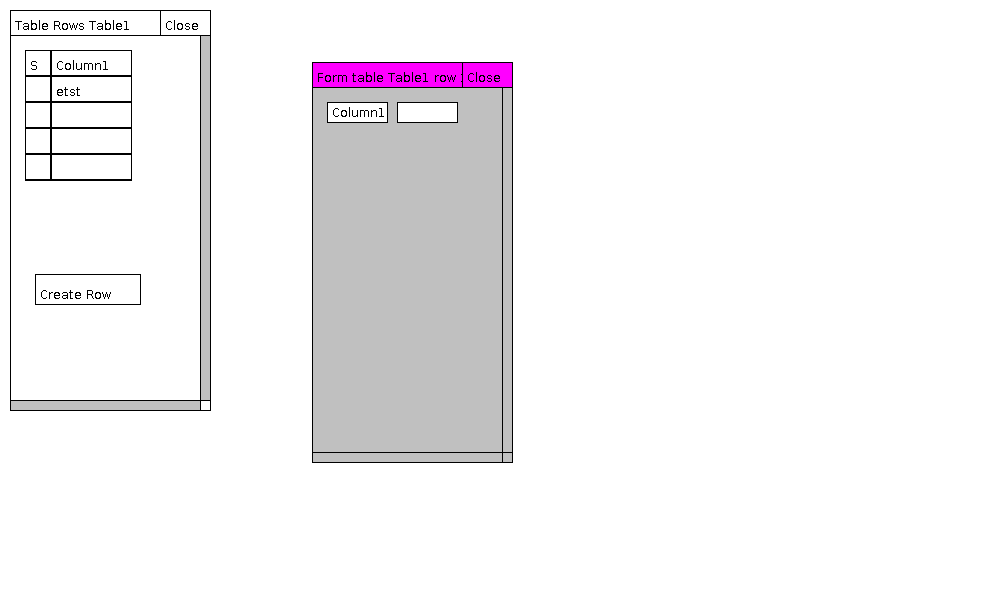 Table Rows Table1 Close
S Column1
etst
Create Row
Form table Table1 row Close
Column1